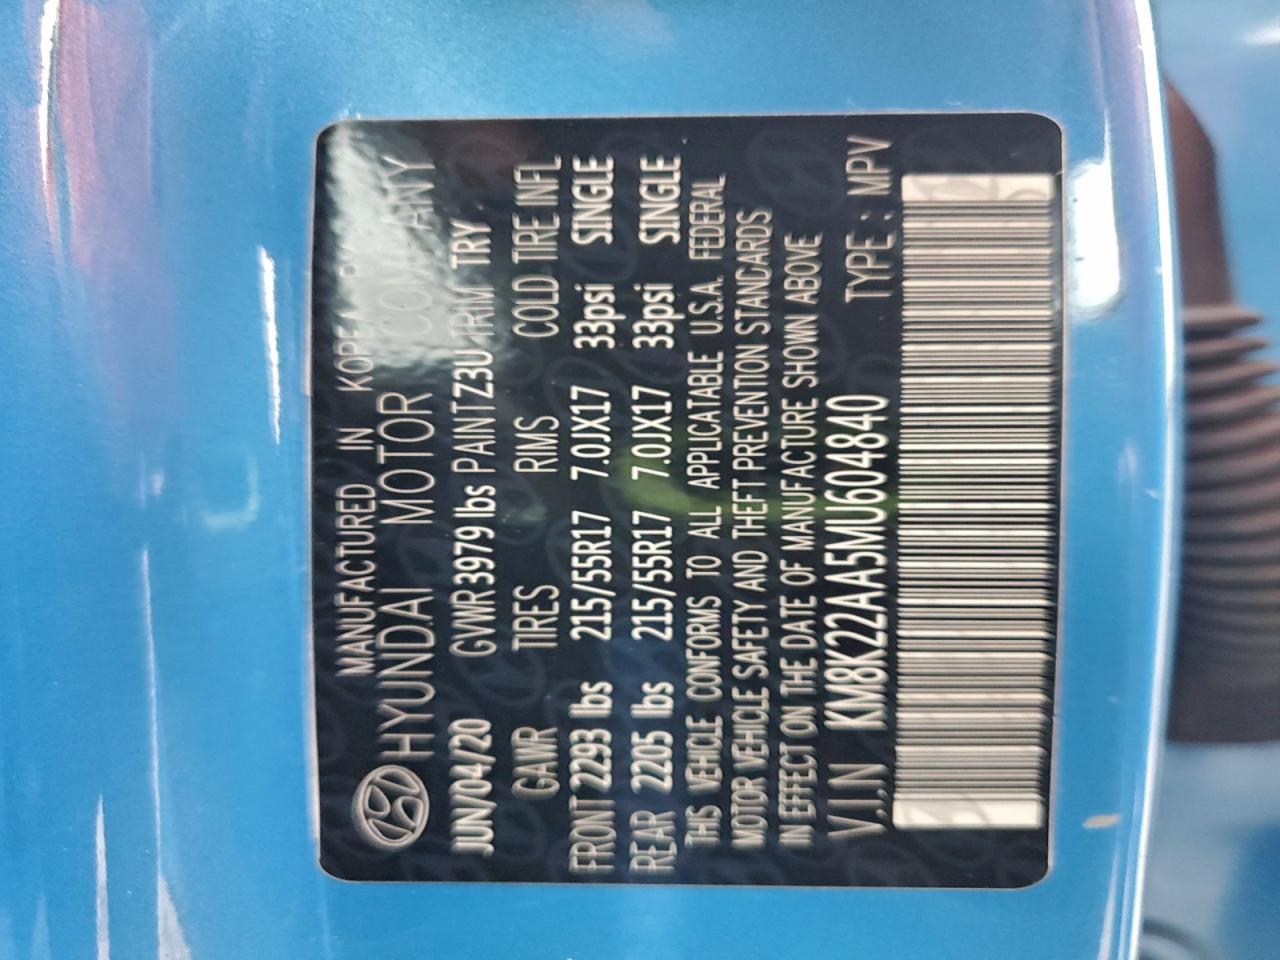 MANUFACTURED IN KOREA BY
HYUNDAI MOTOR COMPANY
JUN/04/20 GVWR 3979 lbs PAINT Z3U TRIM TRY
GAWR TIRES RIMS COLD TIRE INFL
FRONT 2293 lbs 215/55R17 7.0JX17 33psi SINGLE
REAR 2205 lbs 215/55R17 7.0JX17 33psi SINGLE
THIS VEHICLE CONFORMS TO ALL APPLICATABLE U.S.A. FEDERAL
MOTOR VEHICLE SAFETY AND THEFT PREVENTION STANDARDS
IN EFFECT ON THE DATE OF MANUFACTURE SHOWN ABOVE
V.I.N KM8K22AA5MU604840 TYPE : MPV